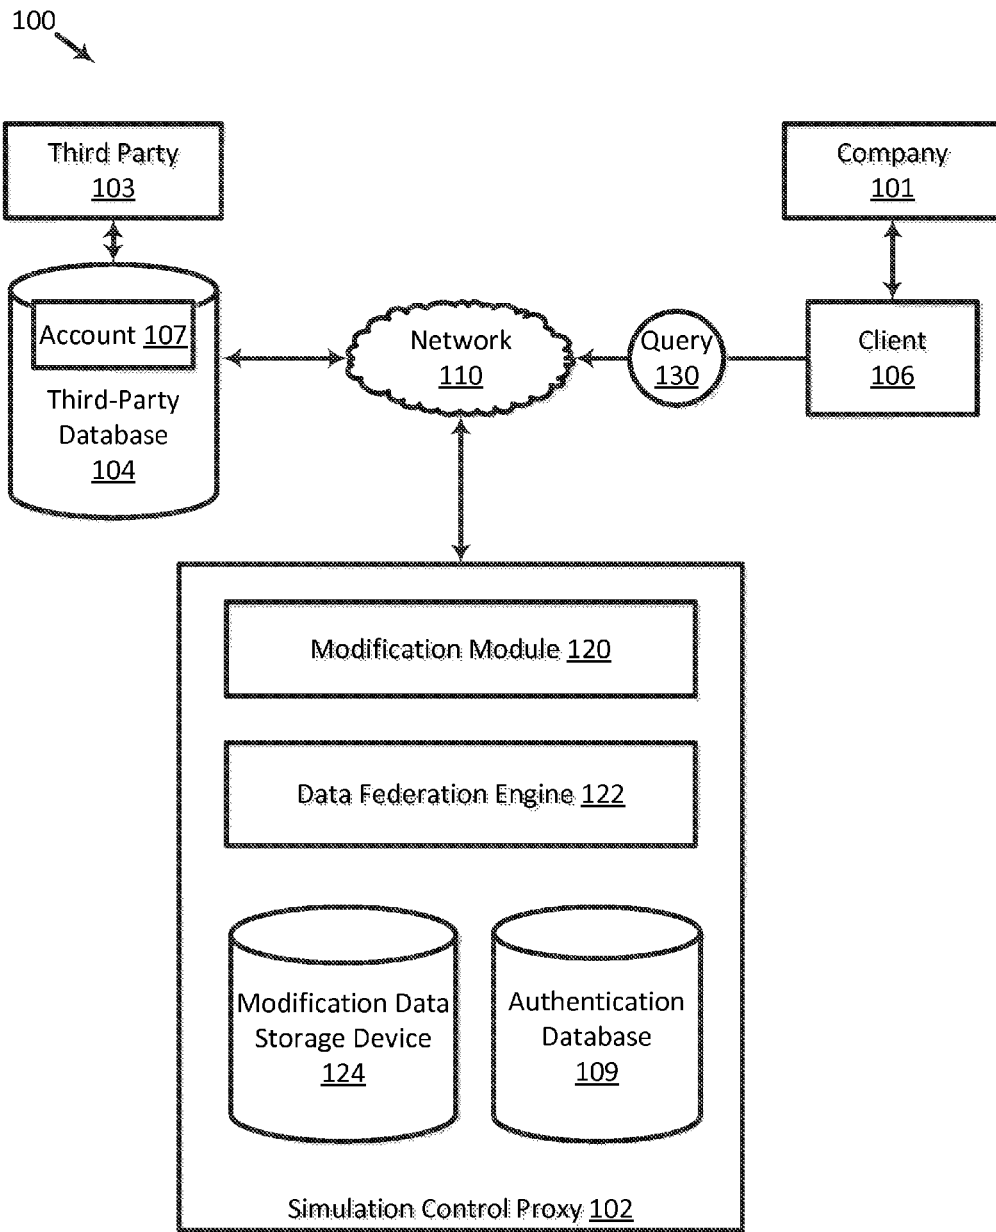 100
Third Party
103
Company
101
Account 107
Third-Party
Database
104
Network
110
Query
130
Client
106
Modification Module 120
Data Federation Engine 122
Modification Data
Storage Device
124
Authentication
Database
109
Simulation Control Proxy 102